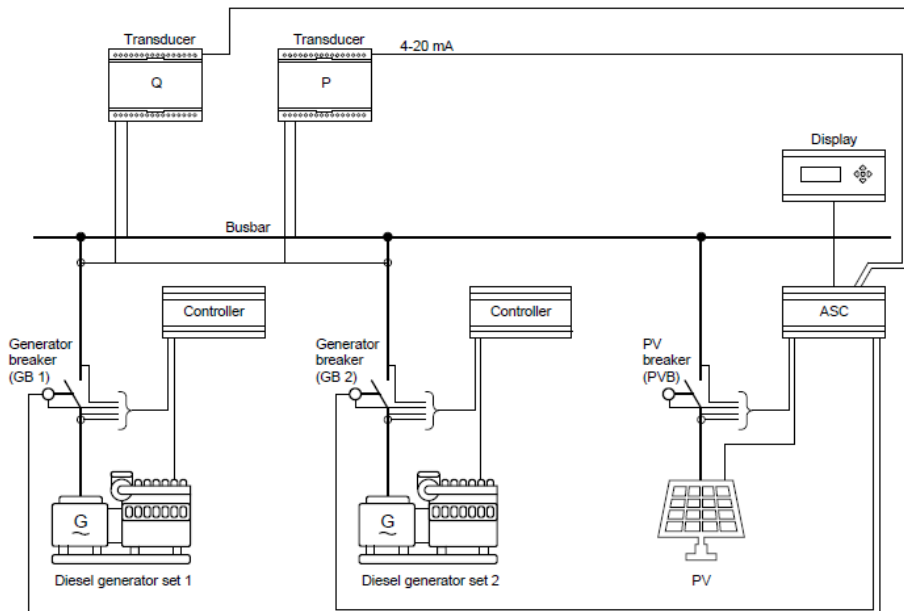 Transducer
Transducer
4-20 mA
Q
P
Display
Busbar
Controller
Controller
ASC
Generator
breaker
(GB 1)
Generator
breaker
(GB 2)
PV
breaker
(PVB)
G
~
G
~
Diesel generator set 1
Diesel generator set 2
PV